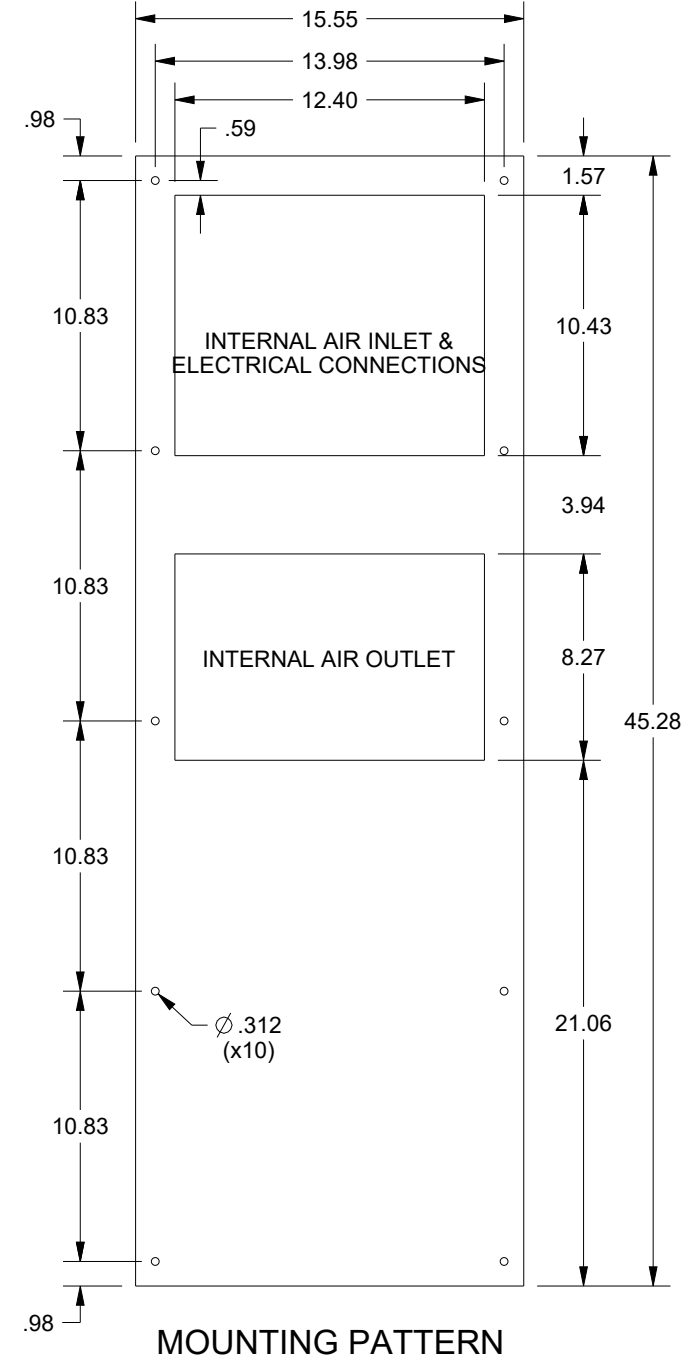 15.55
13.98
12.40
.98
.59
1.57
10.83
INTERNAL AIR INLET &
ELECTRICAL CONNECTIONS
10.43
3.94
10.83
INTERNAL AIR OUTLET
8.27
45.28
10.83
Ø .312
(x10)
21.06
10.83
.98
MOUNTING PATTERN